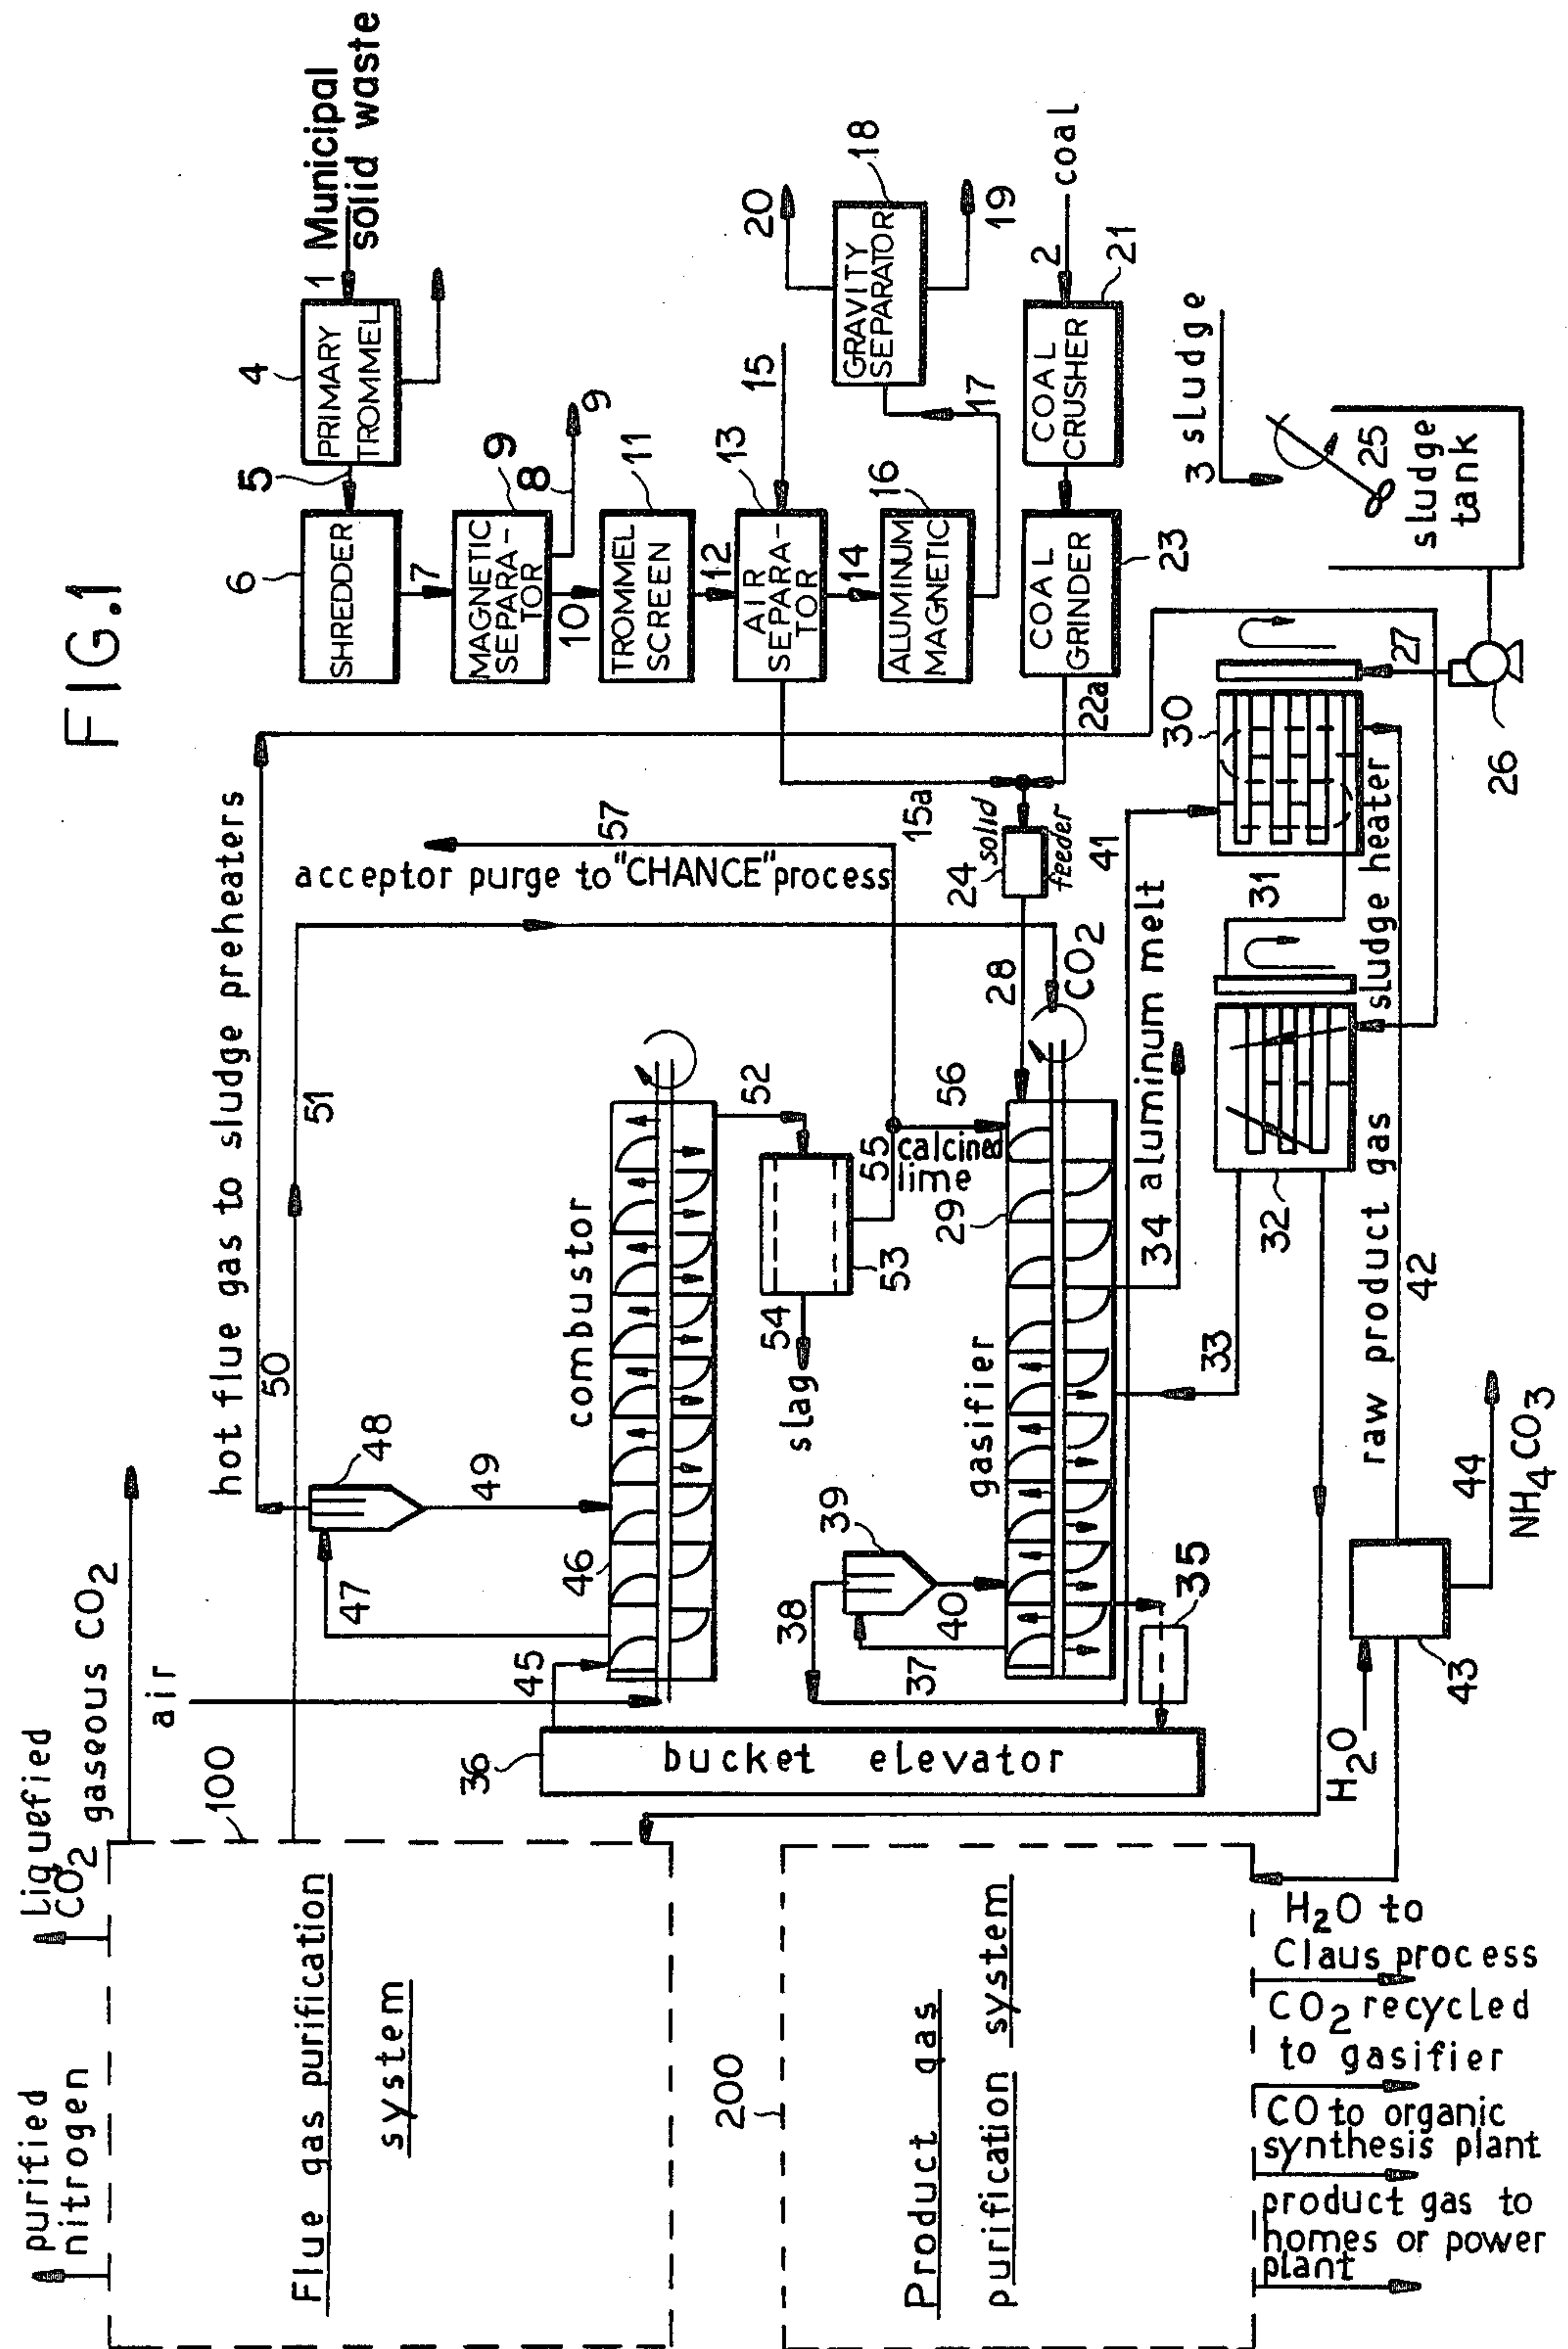 FIG.1
1 Municipal
solid waste
4
PRIMARY
TROMMEL
5
6
SHREDDER
7
MAGNETIC
SEPARA-
TOR
9
8
9
10
TROMMEL
SCREEN
11
12
AIR
SEPARA-
TOR
13
15
14
ALUMINUM
MAGNETIC
16
17
GRAVITY
SEPARATOR
18
20
19
2
coal
COAL
CRUSHER
21
COAL
GRINDER
23
22a
15a
24
solid
feeder
28
3 sludge
25
sludge
tank
26
27
30
31
sludge heater
32
33
41
34 aluminum melt
raw product gas
42
hot flue gas to sludge preheaters
50
51
57
acceptor purge to "CHANCE" process
CO2
combustor
46
47
48
49
45
52
53
54
slag
55
56
calcined
lime
29
gasifier
37
38
39
40
35
36
bucket elevator
air
gaseous CO2
Liquefied
CO2
purified
nitrogen
100
Flue gas purification
system
200
Product gas
purification system
H2O
43
44
NH4CO3
H2O to
Claus process
CO2 recycled
to gasifier
CO to organic
synthesis plant
product gas to
homes or power
plant